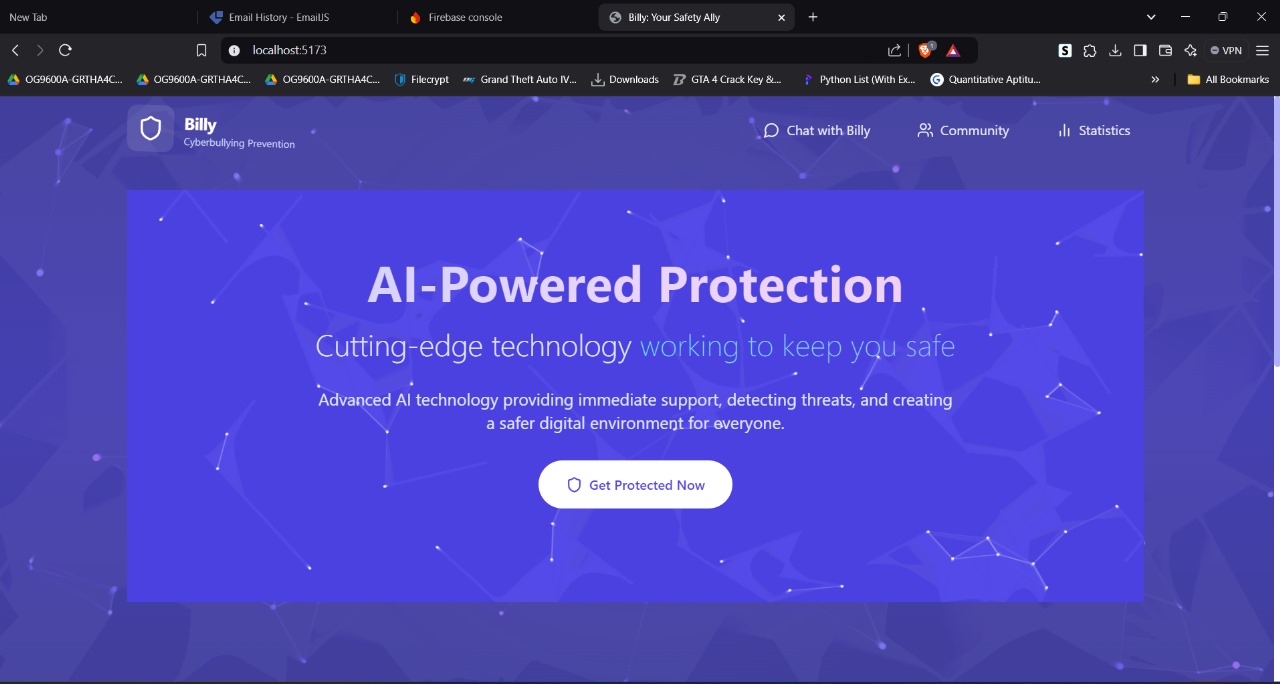 New Tab
Email History - EmailJS
Firebase console
Billy: Your Safety Ally
localhost:5173
1
VPN
OG9600A-GRTHA4C...
OG9600A-GRTHA4C...
OG9600A-GRTHA4C...
Filecrypt
Grand Theft Auto IV...
Downloads
GTA 4 Crack Key &...
Python List (With Ex...
Quantitative Aptitu...
All Bookmarks
Billy
Cyberbullying Prevention
Chat with Billy
Community
Statistics
AI-Powered Protection
Cutting-edge technology working to keep you safe
Advanced AI technology providing immediate support, detecting threats, and creating
a safer digital environment for everyone.
Get Protected Now